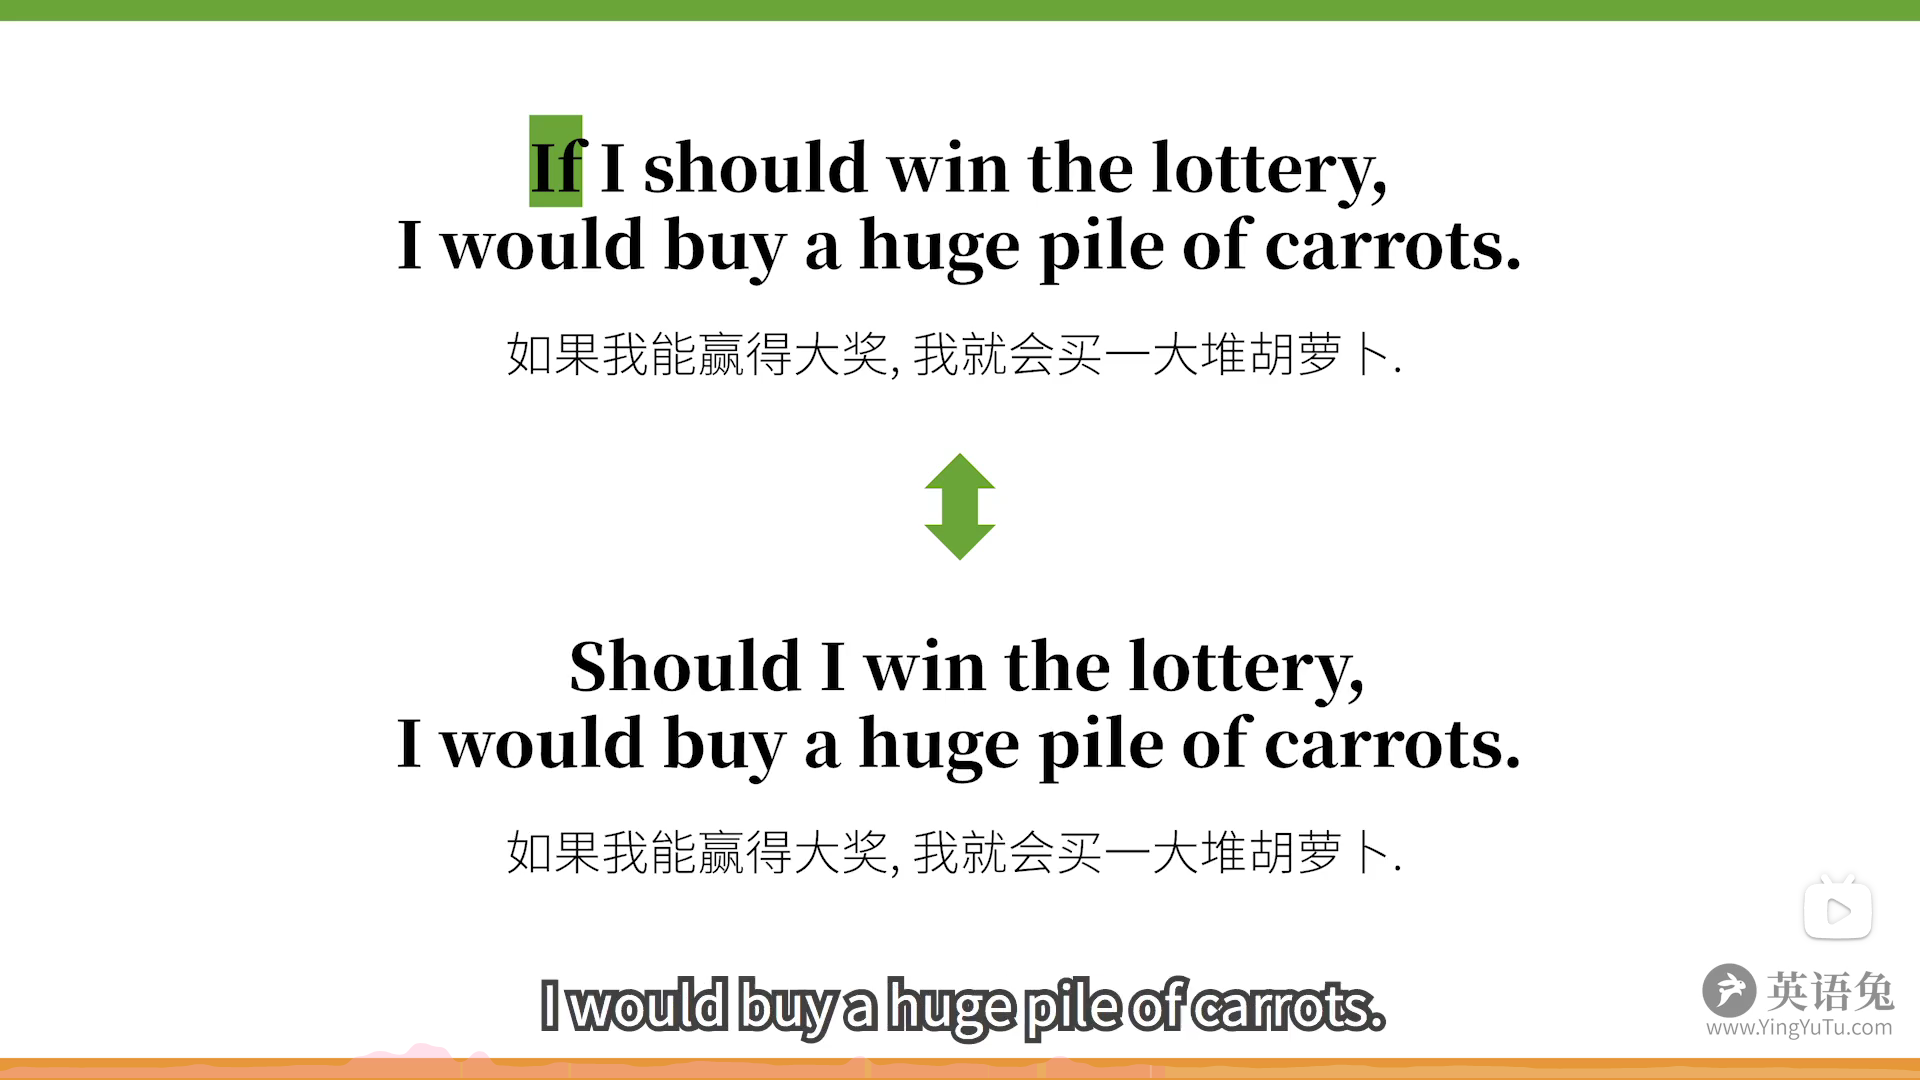 If I should win the lottery,
I would buy a huge pile of carrots.
如果我能赢得大奖, 我就会买一大堆胡萝卜.
Should I win the lottery,
I would buy a huge pile of carrots.
如果我能赢得大奖, 我就会买一大堆胡萝卜.
I would buy a huge pile of carrots.
英语兔
www.YingYuTu.com